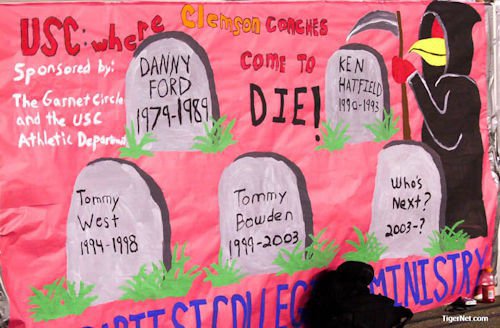 USC: where Clemson COACHES
COME TO
DIE!
Sponsored by:
The Garnet Circle
and the USC
Athletic Department
DANNY
FORD
1979-1989
KEN
HATFIELD
1990-1993
Tommy
West
1994-1998
Tommy
Bowden
1999-2003
Who's
Next?
2003-?
BAPTIST COLLEGIATE MINISTRY
TigerNet.com